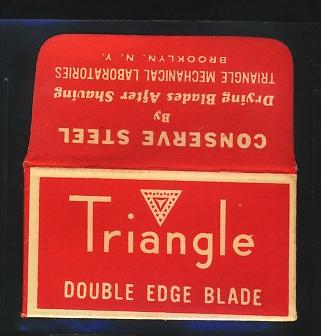 CONSERVE STEEL
By
Drying Blades After Shaving
TRIANGLE MECHANICAL LABORATORIES
BROOKLYN, N. Y.
Triangle
DOUBLE EDGE BLADE